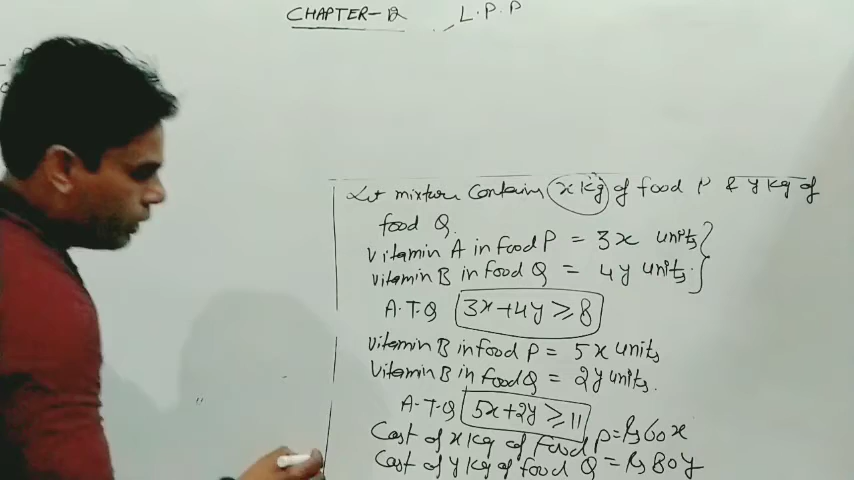 CHAPTER-12
L.P.P
Let mixture Contains x kg of food P & y kg of
food Q.
Vitamin A in Food P = 3x units
Vitamin B in Food Q = 4y units
A.T.Q 3x+4y ≥ 8
Vitamin B in Food P = 5x units
Vitamin B in Food Q = 2y units.
A.T.Q 5x+2y ≥ 11
Cost of x kg of Food P = Rs 60x
Cost of y kg of food Q = Rs 80y